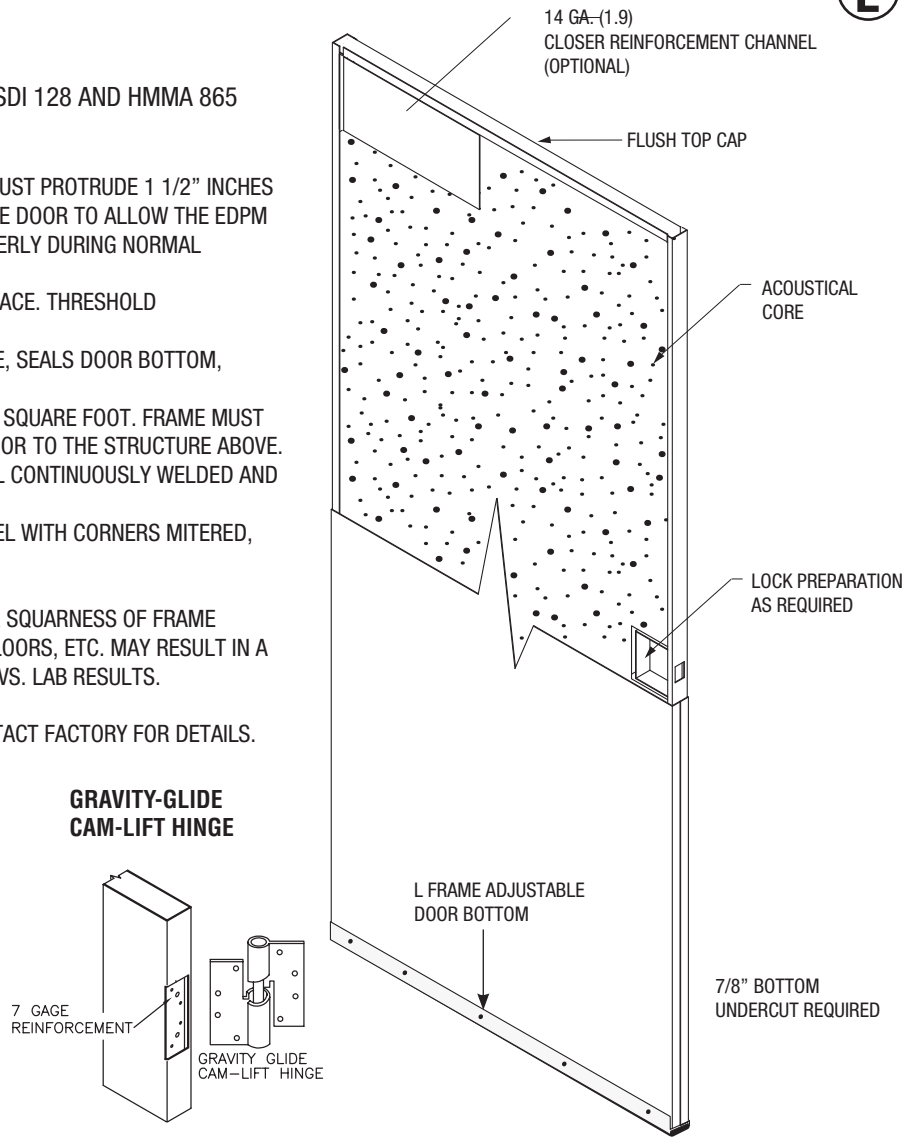 L
14 GA. (1.9)
CLOSER REINFORCEMENT CHANNEL
(OPTIONAL)
SDI 128 AND HMMA 865
FLUSH TOP CAP
UST PROTRUDE 1 1/2” INCHES
E DOOR TO ALLOW THE EDPM
ERLY DURING NORMAL
ACE. THRESHOLD
E, SEALS DOOR BOTTOM,
SQUARE FOOT. FRAME MUST
OR TO THE STRUCTURE ABOVE.
L CONTINUOUSLY WELDED AND
EL WITH CORNERS MITERED,
SQUARNESS OF FRAME
LOORS, ETC. MAY RESULT IN A
VS. LAB RESULTS.
TACT FACTORY FOR DETAILS.
ACOUSTICAL
CORE
LOCK PREPARATION
AS REQUIRED
GRAVITY-GLIDE
CAM-LIFT HINGE
L FRAME ADJUSTABLE
DOOR BOTTOM
7/8” BOTTOM
UNDERCUT REQUIRED
7 GAGE
REINFORCEMENT
GRAVITY GLIDE
CAM-LIFT HINGE